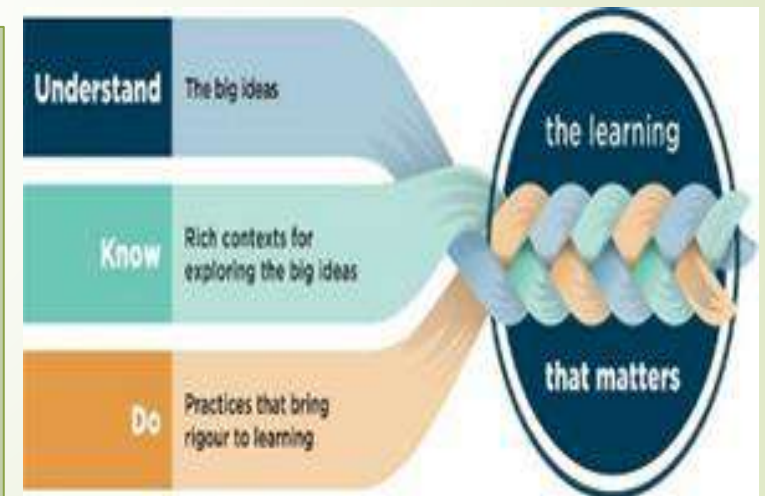 Understand
The big ideas
Know
Rich contexts for
exploring the big ideas
Do
Practices that bring
rigour to learning
the learning
that matters